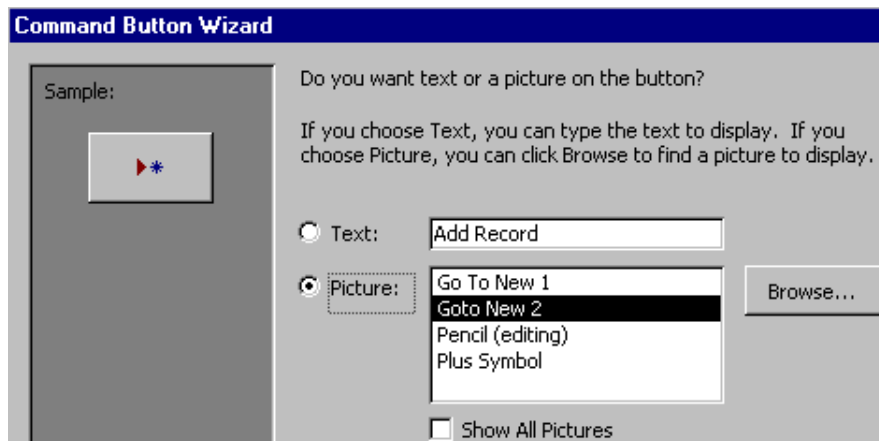 Command Button Wizard
Sample:
Do you want text or a picture on the button?
If you choose Text, you can type the text to display.  If you
choose Picture, you can click Browse to find a picture to display.
Text:
Add Record
Picture:
Go To New 1
Goto New 2
Pencil (editing)
Plus Symbol
Browse...
Show All Pictures